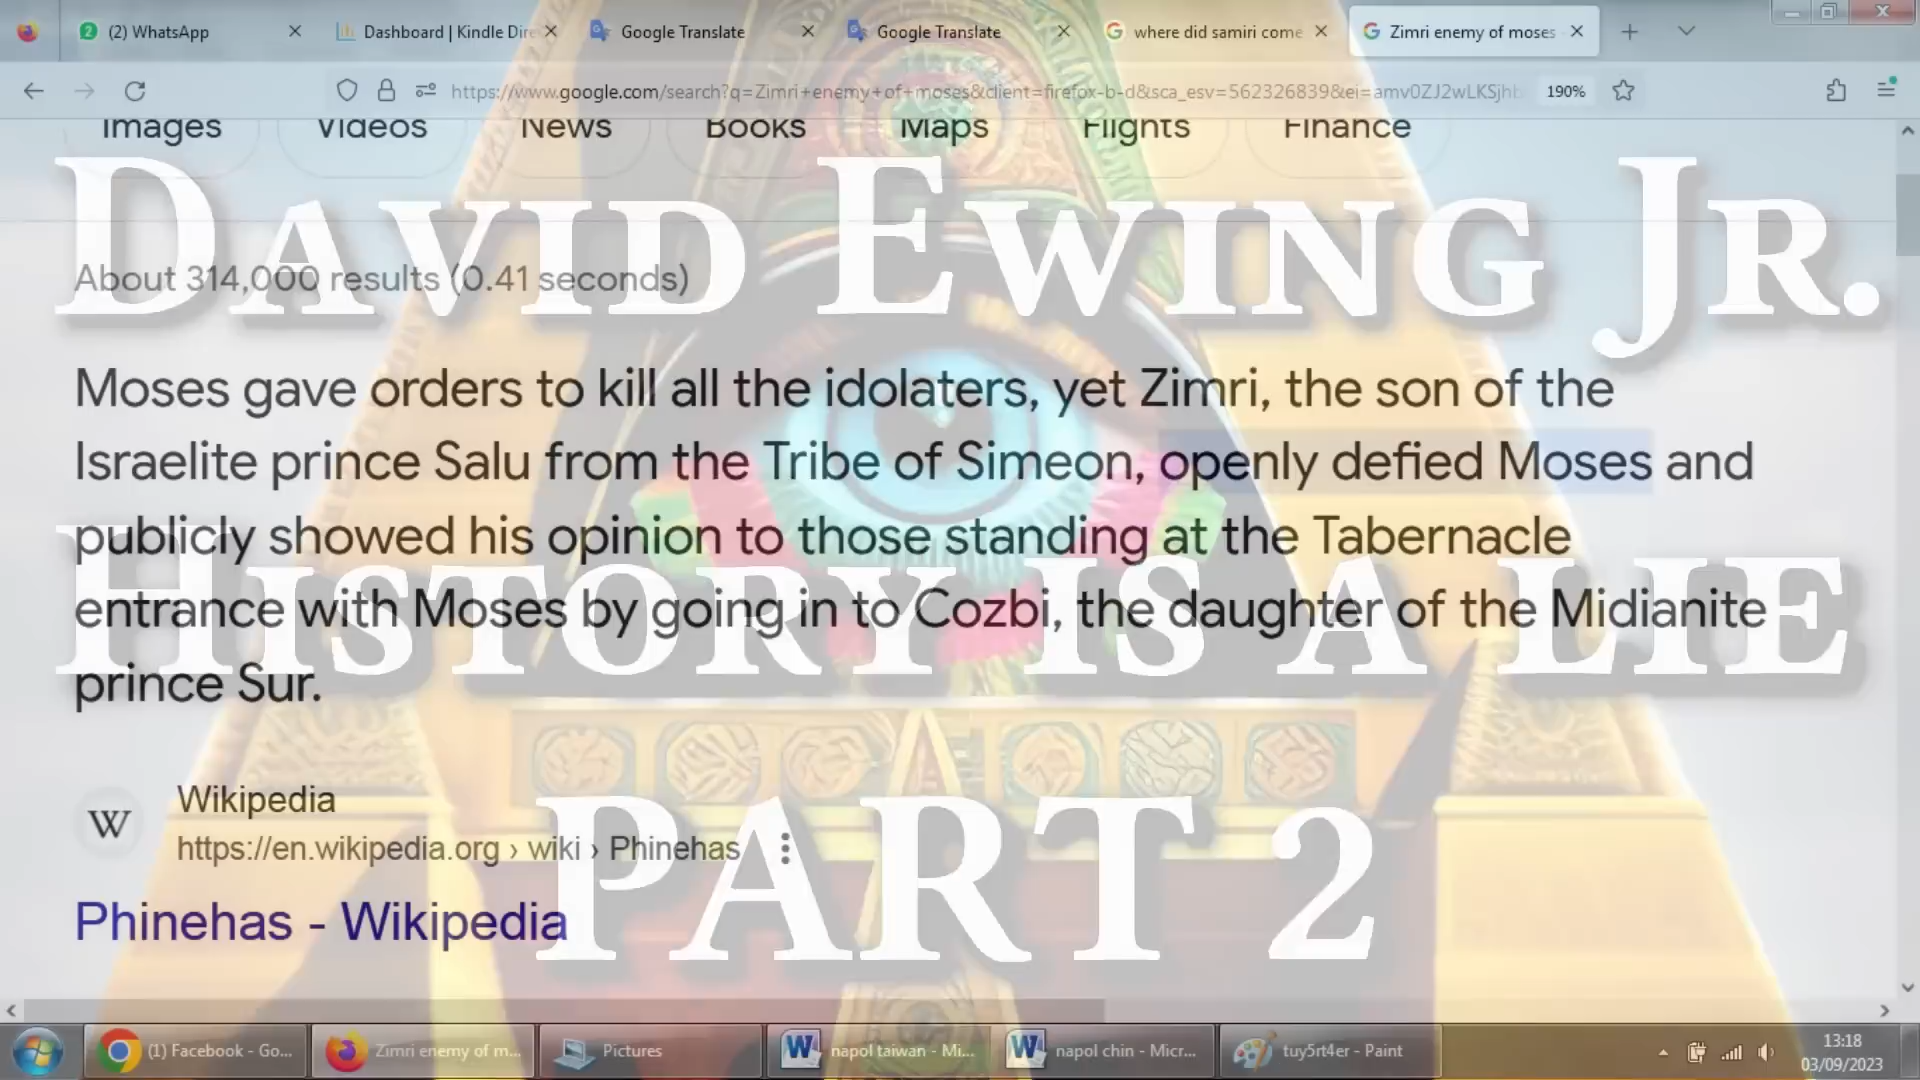 (2) WhatsApp
Dashboard | Kindle Dire
Google Translate
Google Translate
where did samiri come
Zimri enemy of moses
https://www.google.com/search?q=Zimri+enemy+of+moses&client=firefox-b-d&sca_esv=562326839&ei=amv0ZJ2wLKSjhb
190%
Images Videos News Books Maps Flights Finance
DAVID EWING JR.
About 314,000 results (0.41 seconds)
Moses gave orders to kill all the idolaters, yet Zimri, the son of the
Israelite prince Salu from the Tribe of Simeon, openly defied Moses and
publicly showed his opinion to those standing at the Tabernacle
HISTORY IS A LIE
entrance with Moses by going in to Cozbi, the daughter of the Midianite
prince Sur.
PART 2
W
Wikipedia
https://en.wikipedia.org › wiki › Phinehas
Phinehas - Wikipedia
(1) Facebook - Go...
Zimri enemy of m...
Pictures
napol taiwan - Mi...
napol chin - Micr...
tuy5rt4er - Paint
13:18
03/09/2023